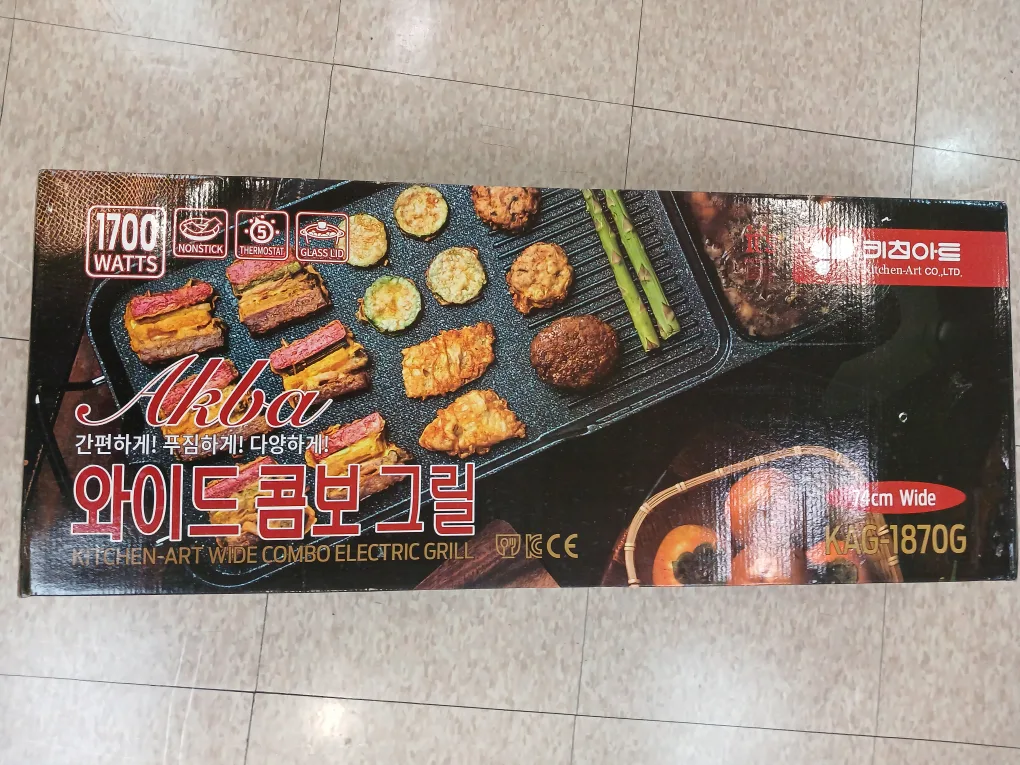 1700
WATTS
NONSTICK
5
THERMOSTAT
GLASS LID
키친아트
Kitchen-Art CO.,LTD.
Akba
간편하게! 푸짐하게! 다양하게!
와이드 콤보 그릴
KITCHEN-ART WIDE COMBO ELECTRIC GRILL
CE
74cm Wide
KAG-1870G